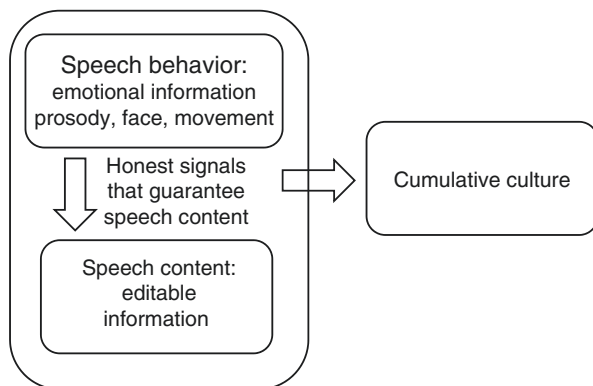 Speech behavior:
emotional information
prosody, face, movement
Honest signals
that guarantee
speech content
Speech content:
editable
information
Cumulative culture